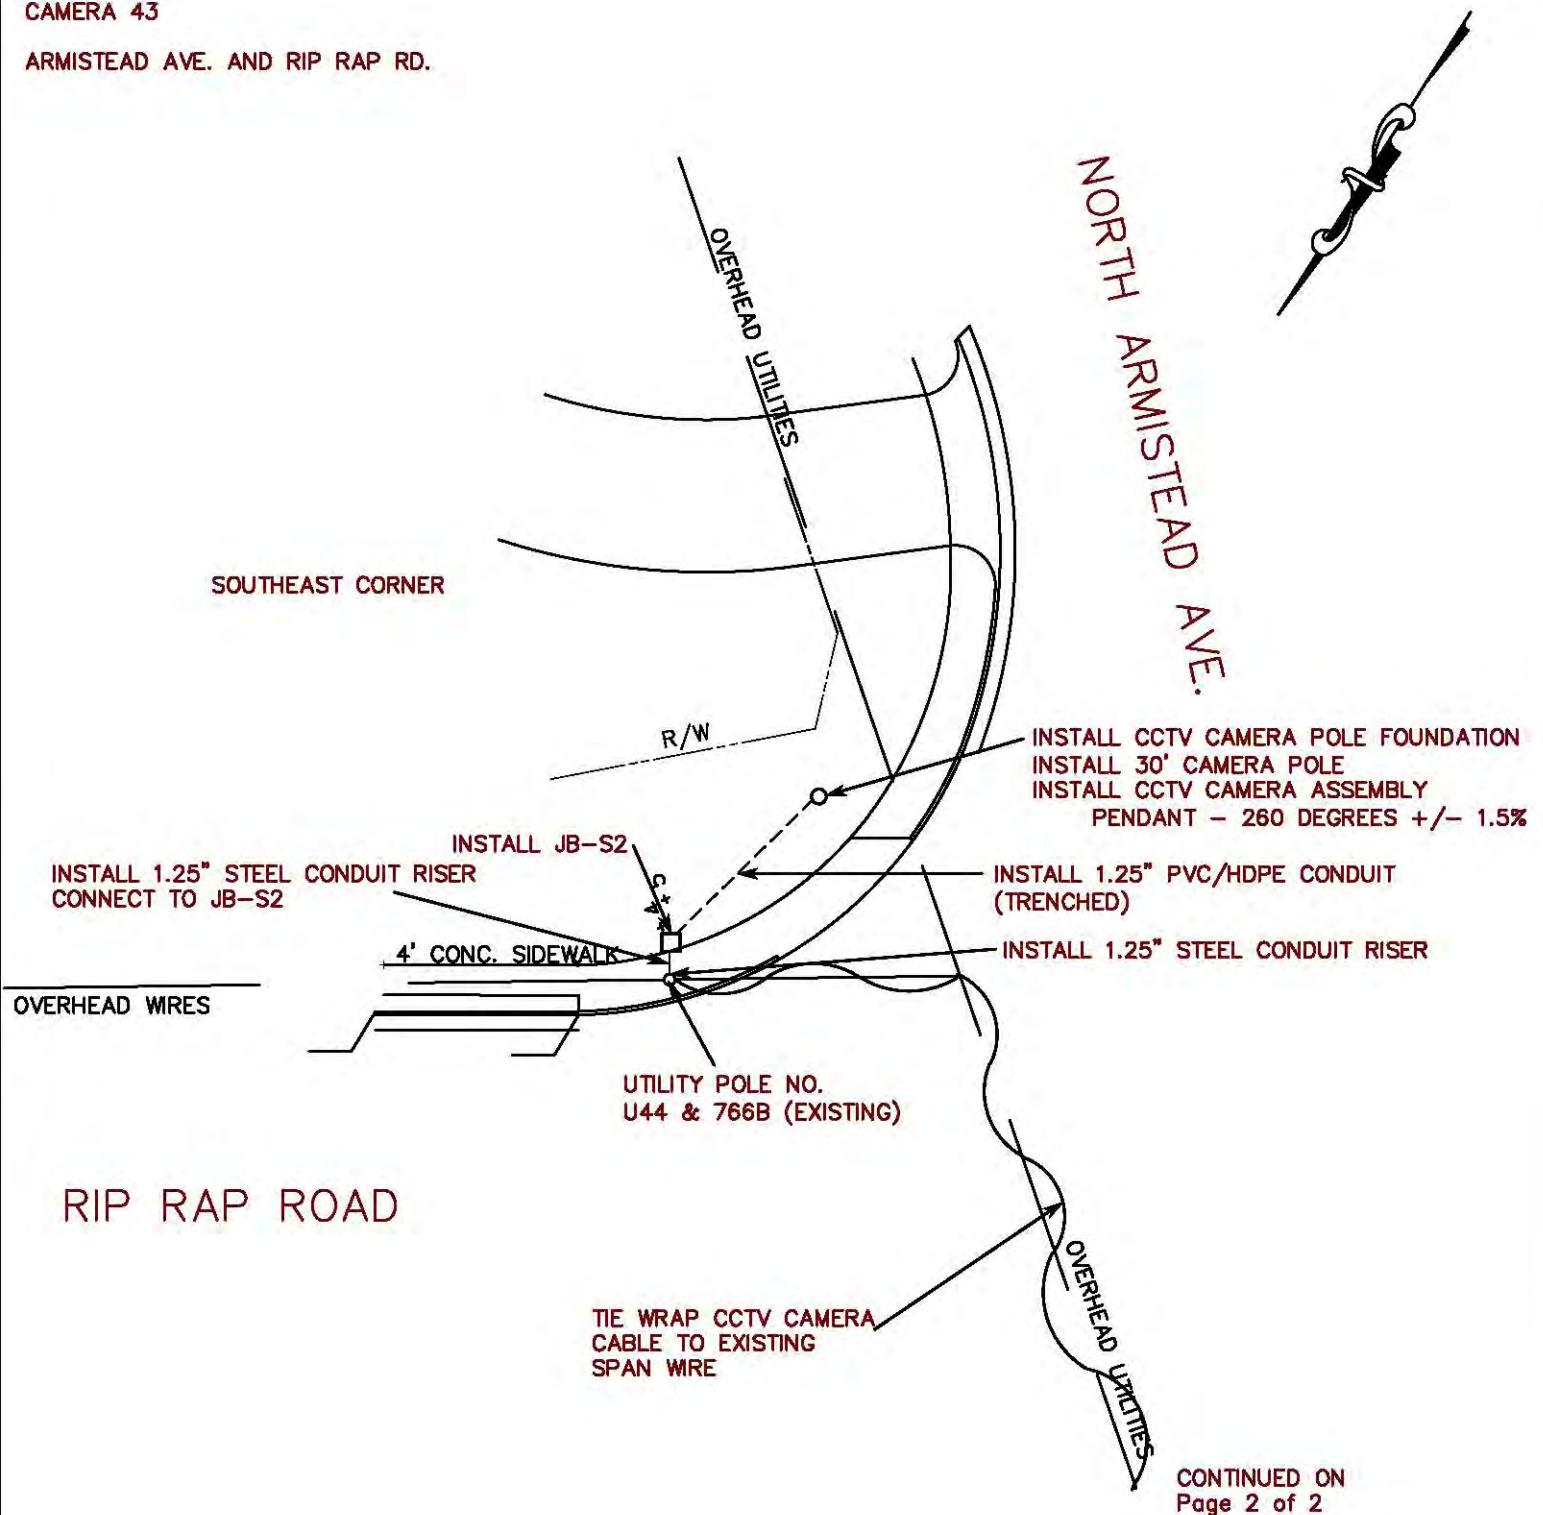 CAMERA 43
ARMISTEAD AVE. AND RIP RAP RD.
NORTH ARMISTEAD AVE.
OVERHEAD UTILITIES
SOUTHEAST CORNER
R/W
INSTALL CCTV CAMERA POLE FOUNDATION
INSTALL 30' CAMERA POLE
INSTALL CCTV CAMERA ASSEMBLY
PENDANT - 260 DEGREES +/- 1.5%
INSTALL JB-S2
INSTALL 1.25" STEEL CONDUIT RISER
CONNECT TO JB-S2
INSTALL 1.25" PVC/HDPE CONDUIT
(TRENCHED)
4' CONC. SIDEWALK
INSTALL 1.25" STEEL CONDUIT RISER
OVERHEAD WIRES
UTILITY POLE NO.
U44 & 766B (EXISTING)
RIP RAP ROAD
OVERHEAD UTILITIES
TIE WRAP CCTV CAMERA
CABLE TO EXISTING
SPAN WIRE
CONTINUED ON
Page 2 of 2